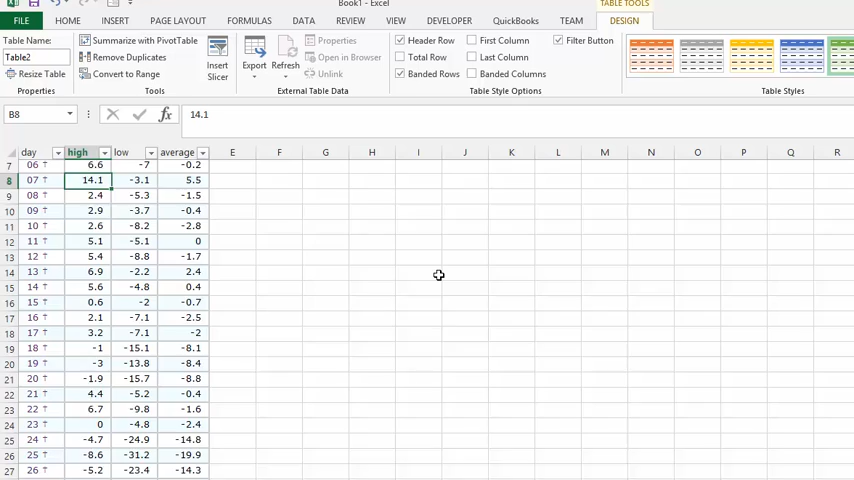 Book1 - Excel
TABLE TOOLS
FILE HOME INSERT PAGE LAYOUT FORMULAS DATA REVIEW VIEW DEVELOPER QuickBooks TEAM DESIGN
Table Name:
Table2
Resize Table
Properties
Summarize with PivotTable
Remove Duplicates
Convert to Range
Tools
Insert
Slicer
Export Refresh
Properties
Open in Browser
Unlink
External Table Data
Header Row First Column Filter Button
Total Row Last Column
Banded Rows Banded Columns
Table Style Options
Table Styles
B8 fx 14.1
day high low average E F G H I J K L M N O P Q R
7 06 ↑ 6.6 -7 -0.2
8 07 ↑ 14.1 -3.1 5.5
9 08 ↑ 2.4 -5.3 -1.5
10 09 ↑ 2.9 -3.7 -0.4
11 10 ↑ 2.6 -8.2 -2.8
12 11 ↑ 5.1 -5.1 0
13 12 ↑ 5.4 -8.8 -1.7
14 13 ↑ 6.9 -2.2 2.4
15 14 ↑ 5.6 -4.8 0.4
16 15 ↑ 0.6 -2 -0.7
17 16 ↑ 2.1 -7.1 -2.5
18 17 ↑ 3.2 -7.1 -2
19 18 ↑ -1 -15.1 -8.1
20 19 ↑ -3 -13.8 -8.4
21 20 ↑ -1.9 -15.7 -8.8
22 21 ↑ 4.4 -5.2 -0.4
23 22 ↑ 6.7 -9.8 -1.6
24 23 ↑ 0 -4.8 -2.4
25 24 ↑ -4.7 -24.9 -14.8
26 25 ↑ -8.6 -31.2 -19.9
27 26 ↑ -5.2 -23.4 -14.3